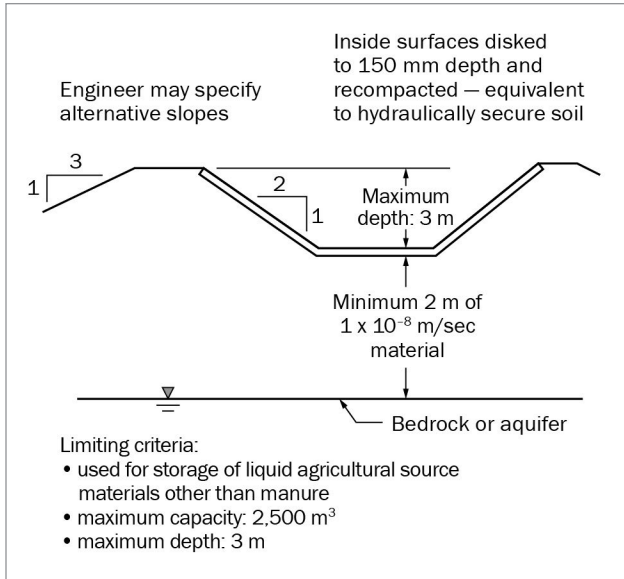 Inside surfaces disked
to 150 mm depth and
recompacted — equivalent
to hydraulically secure soil
Engineer may specify
alternative slopes
3
1
2
1
Maximum
depth: 3 m
Minimum 2 m of
1 x 10⁻⁸ m/sec
material
Bedrock or aquifer
Limiting criteria:
• used for storage of liquid agricultural source
materials other than manure
• maximum capacity: 2,500 m³
• maximum depth: 3 m